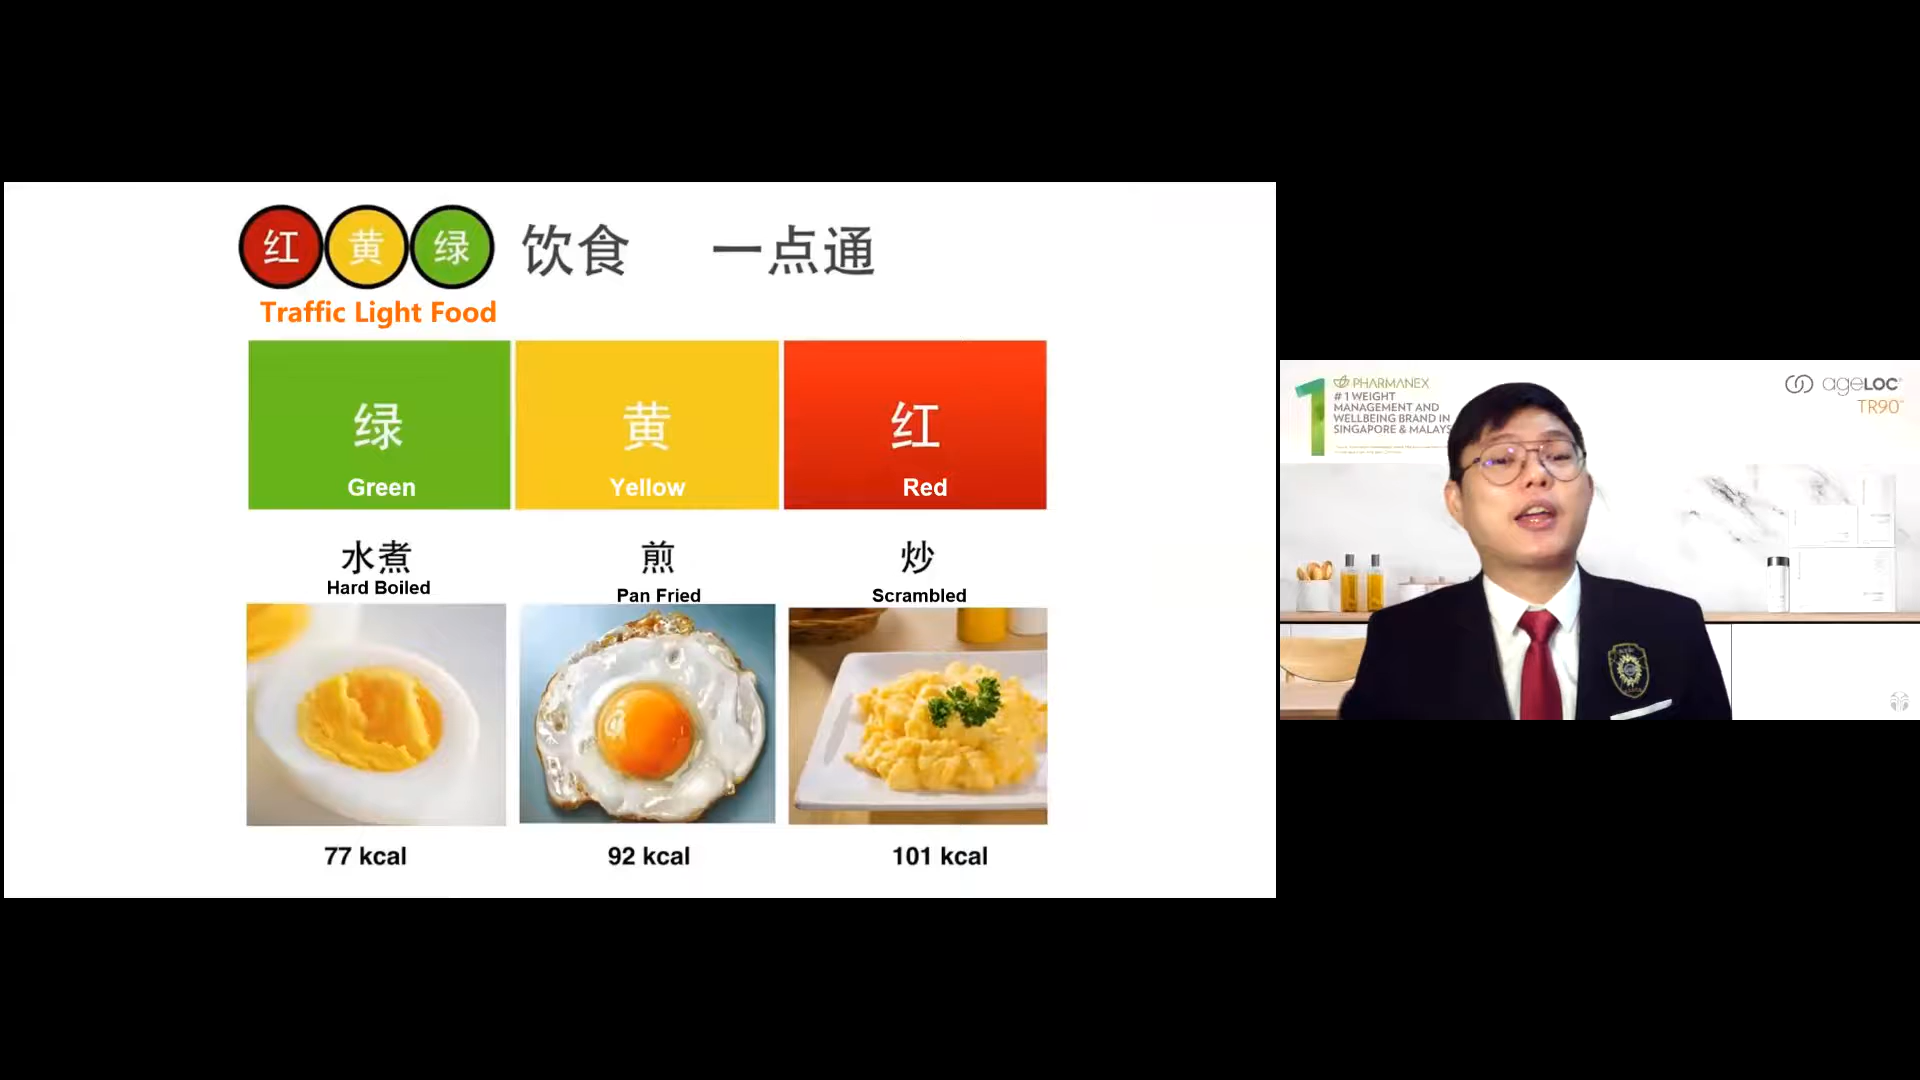 红 黄 绿 饮食 一点通
Traffic Light Food
绿 黄 红
Green Yellow Red
水煮 煎 炒
Hard Boiled Pan Fried Scrambled
77 kcal 92 kcal 101 kcal
1 PHARMANEX
# 1 WEIGHT
MANAGEMENT AND
WELLBEING BRAND IN
SINGAPORE & MALAYS
ageLOC
TR90